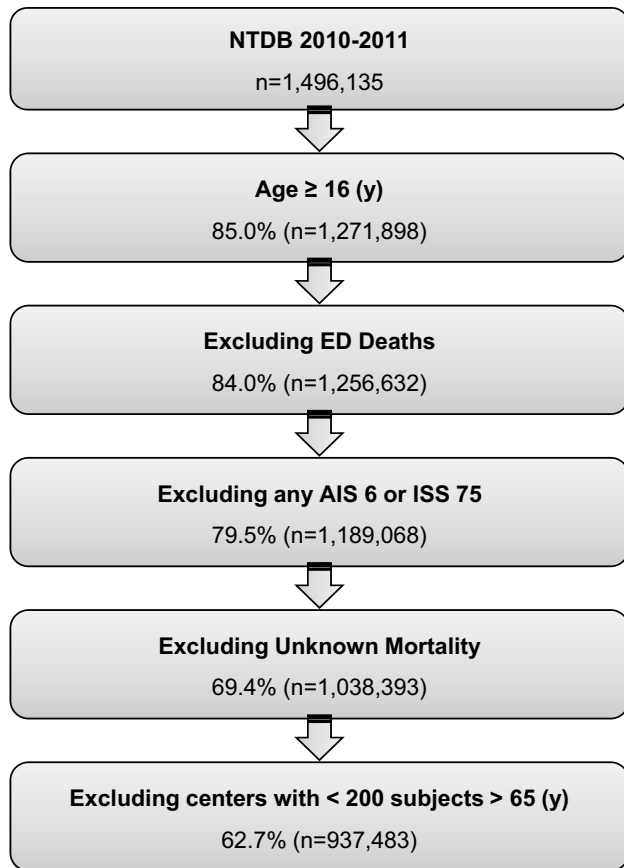 NTDB 2010-2011
n=1,496,135
Age ≥ 16 (y)
85.0% (n=1,271,898)
Excluding ED Deaths
84.0% (n=1,256,632)
Excluding any AIS 6 or ISS 75
79.5% (n=1,189,068)
Excluding Unknown Mortality
69.4% (n=1,038,393)
Excluding centers with < 200 subjects > 65 (y)
62.7% (n=937,483)